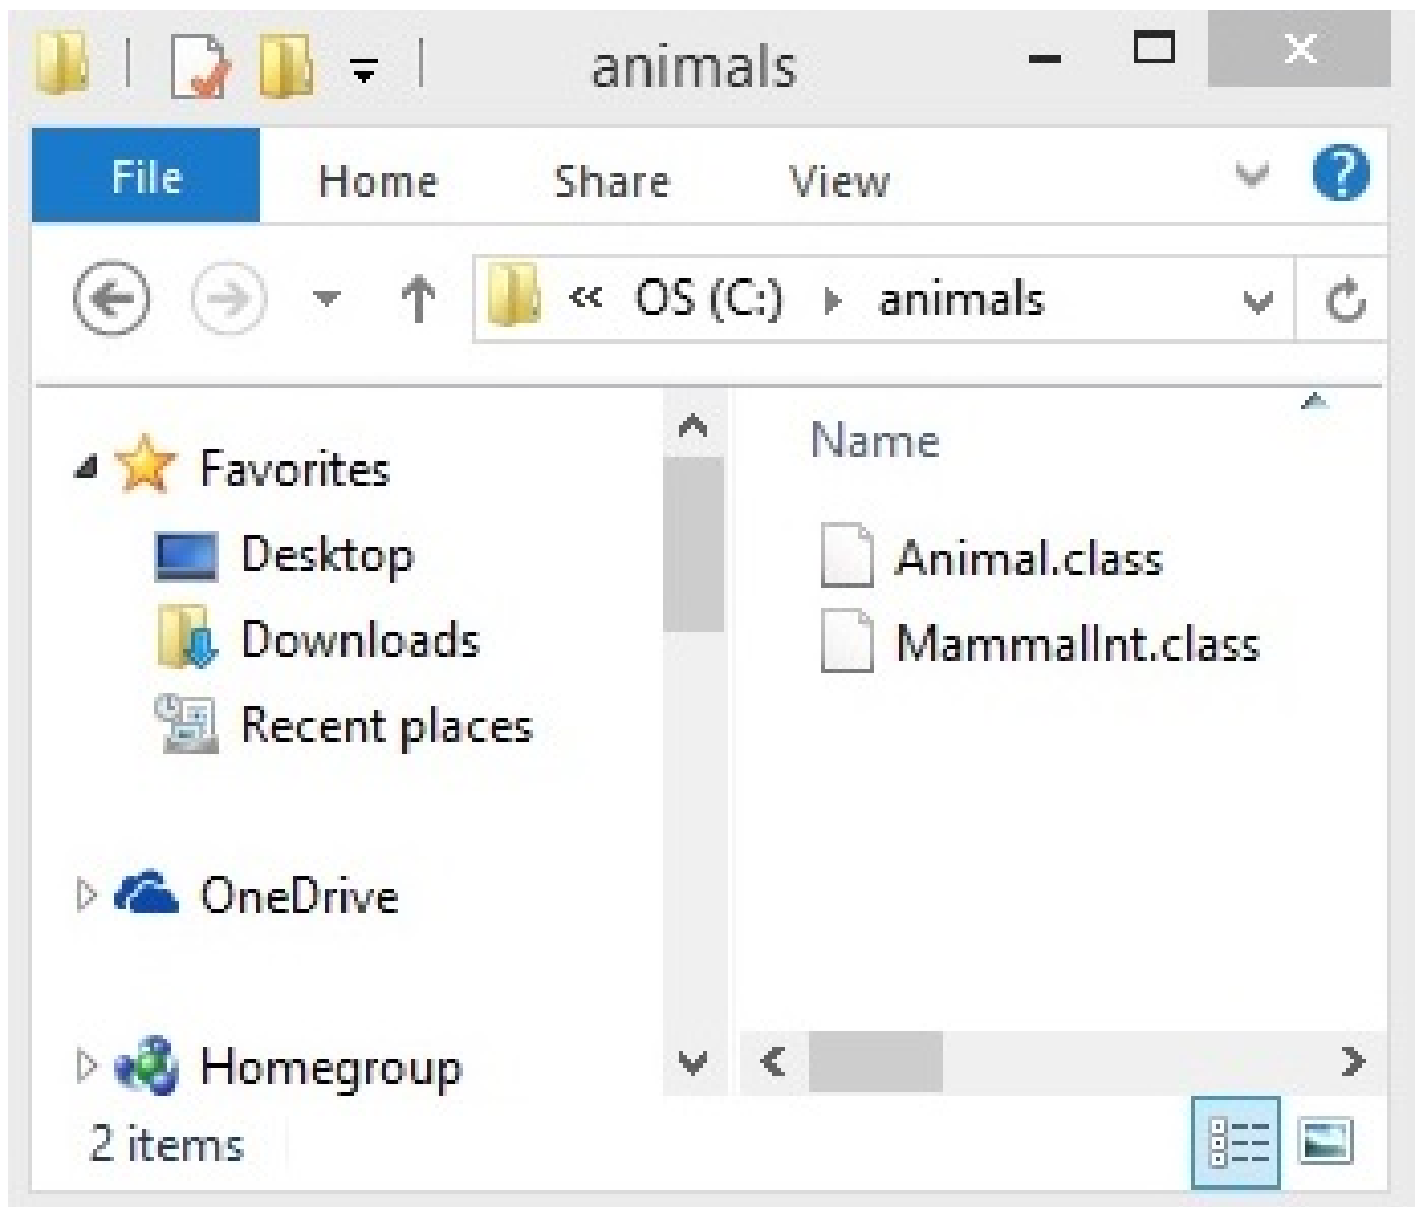 animals
File Home Share View
OS (C:) animals
Favorites
Desktop
Downloads
Recent places
OneDrive
Homegroup
Name
Animal.class
MammalInt.class
2 items